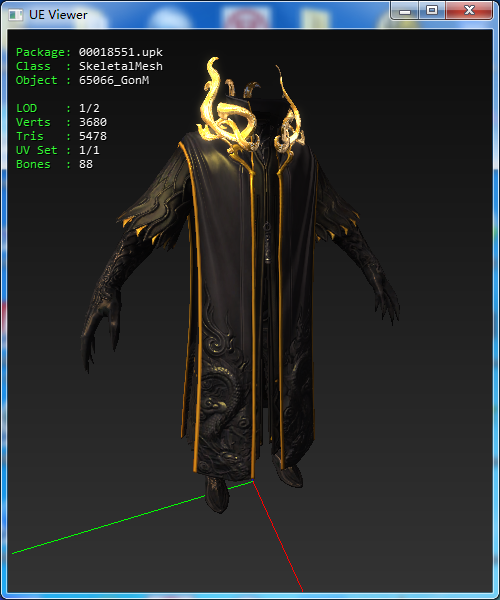 UE Viewer
Package: 00018551.upk
Class  : SkeletalMesh
Object : 65066_GonM
LOD    : 1/2
Verts  : 3680
Tris   : 5478
UV Set : 1/1
Bones  : 88